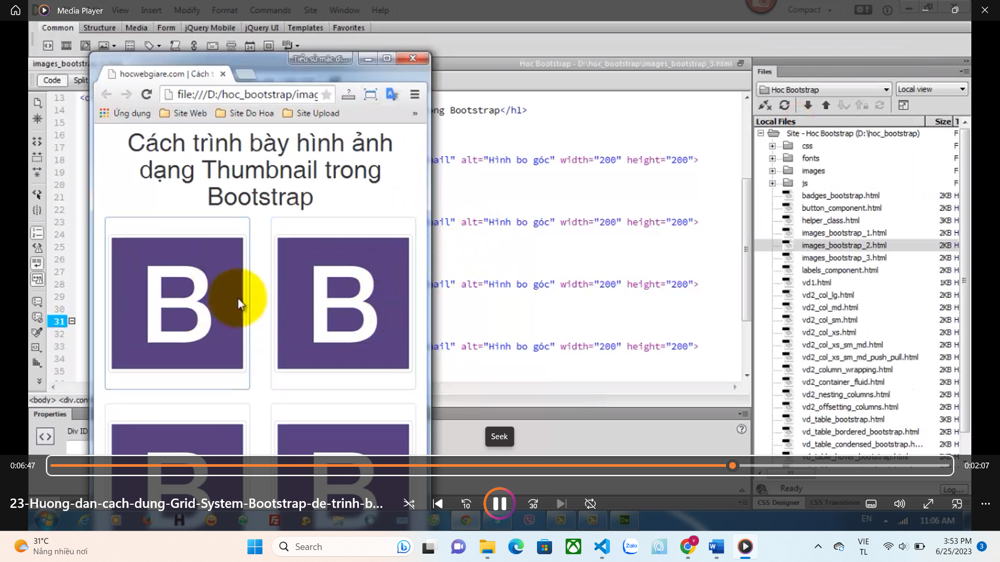 Media Player
View Insert Modify Format Commands Site Window Help
Compact
Common Structure Media Form jQuery Mobile jQuery UI Templates Favorites
images_bootstr
Code Split
Tiểu sử mặc đị...
hocwebgiare.com | Cách t
file:///D:/hoc_bootstrap/imag
Ứng dụng Site Web Site Do Hoa Site Upload »
Cách trình bày hình ảnh
dạng Thumbnail trong
Bootstrap
B B
B B
Hoc Bootstrap - D:\hoc_bootstrap\images_bootstrap_3.html
13
14
15
16
17
18
19
20
21
22
23
24
25
26
27
28
29
30
31
32
33
34
35
ng Bootstrap</h1>
ail" alt="Hình bo góc" width="200" height="200">
ail" alt="Hình bo góc" width="200" height="200">
ail" alt="Hình bo góc" width="200" height="200">
ail" alt="Hình bo góc" width="200" height="200">
<body> <div.con
Properties
Div ID
Files
Hoc Bootstrap Local view
Local Files Size T
Site - Hoc Bootstrap (D:\hoc_bootstrap) F
css F
fonts F
images F
js F
badges_bootstrap.html 2KB H
button_component.html 2KB H
helper_class.html 3KB H
images_bootstrap_1.html 2KB H
images_bootstrap_2.html 2KB H
images_bootstrap_3.html 2KB H
labels_component.html 2KB H
vd1.html 1KB H
vd2_col_lg.html 2KB H
vd2_col_md.html 2KB H
vd2_col_sm.html 2KB H
vd2_col_xs.html 2KB H
vd2_col_xs_sm_md.html 2KB H
vd2_col_xs_sm_md_push_pull.html 2KB H
vd2_column_wrapping.html 2KB H
vd2_container_fluid.html 2KB H
vd2_nesting_columns.html 2KB H
vd2_offsetting_columns.html 2KB H
vd_table_bootstrap.html 3KB H
vd_table_bordered_bootstrap.html 2KB H
vd_table_condensed_bootstrap.h... 2KB H
vd_table_hover_bootstrap.html 2KB H
Ready Log...
CSS Designer CSS Transitions
Seek
0:06:47 0:02:07
23-Huong-dan-cach-dung-Grid-System-Bootstrap-de-trinh-b...
10 30
EN 11:06 AM
31°C
Nắng nhiều nơi
Search
Zalo
VIE
TL
3:53 PM
6/25/2023
3